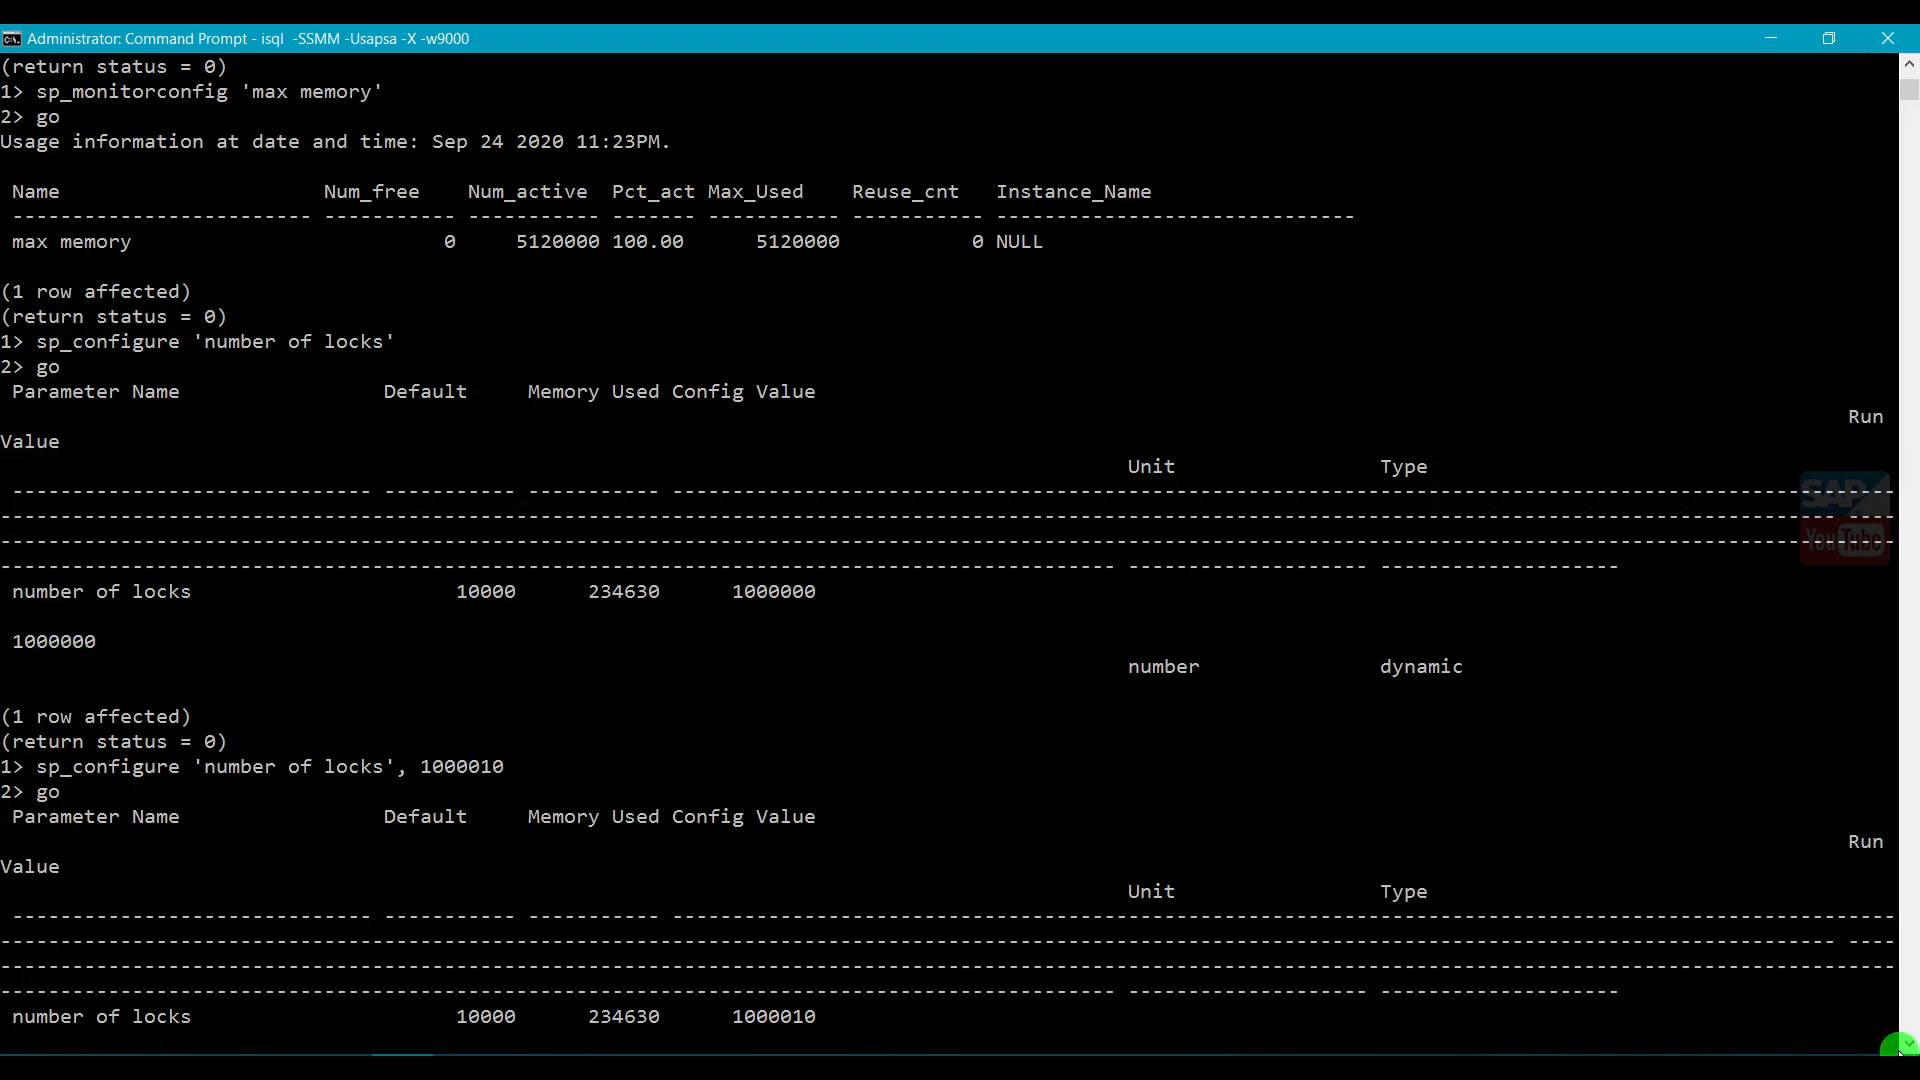 Administrator: Command Prompt - isql  -SSMM -Usapsa -X -w9000
(return status = 0)
1> sp_monitorconfig 'max memory'
2> go
Usage information at date and time: Sep 24 2020 11:23PM.
Name Num_free Num_active Pct_act Max_Used Reuse_cnt Instance_Name
------------------------- ----------- ----------- ------- ----------- ----------- ------------------------------
max memory 0 5120000 100.00 5120000 0 NULL
(1 row affected)
(return status = 0)
1> sp_configure 'number of locks'
2> go
Parameter Name Default Memory Used Config Value
Run
Value
Unit Type
number of locks 10000 234630 1000000
1000000
number dynamic
(1 row affected)
(return status = 0)
1> sp_configure 'number of locks', 1000010
2> go
Parameter Name Default Memory Used Config Value
Run
Value
Unit Type
number of locks 10000 234630 1000010
SAP
YouTube